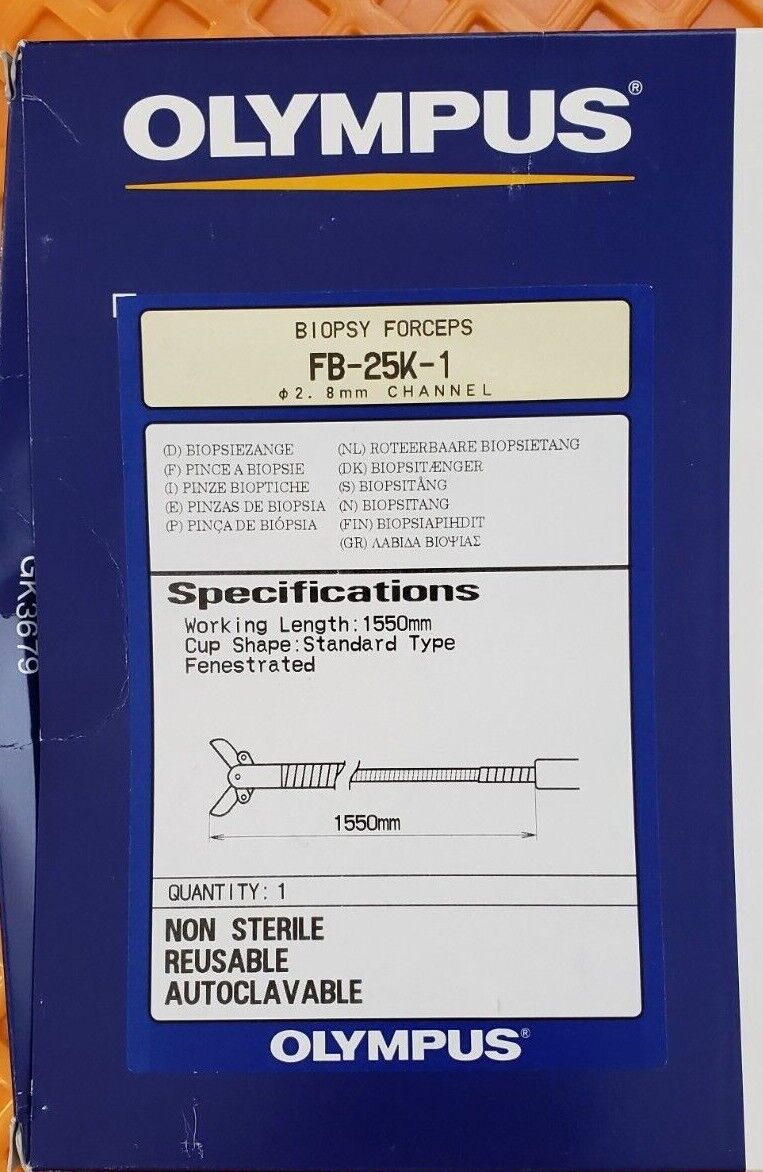 OLYMPUS®
BIOPSY FORCEPS
FB-25K-1
φ2.8mm CHANNEL
(D) BIOPSIEZANGE
(F) PINCE A BIOPSIE
(I) PINZE BIOPTICHE
(E) PINZAS DE BIOPSIA
(P) PINÇA DE BIÓPSIA
(NL) ROTEERBAARE BIOPSIETANG
(DK) BIOPSITÆNGER
(S) BIOPSITÅNG
(N) BIOPSITANG
(FIN) BIOPSIAPIHDIT
(GR) ΛΑΒΙΔΑ ΒΙΟΨΙΑΣ
GK3679
Specifications
Working Length:1550mm
Cup Shape:Standard Type
Fenestrated
1550mm
QUANTITY: 1
NON STERILE
REUSABLE
AUTOCLAVABLE
OLYMPUS®